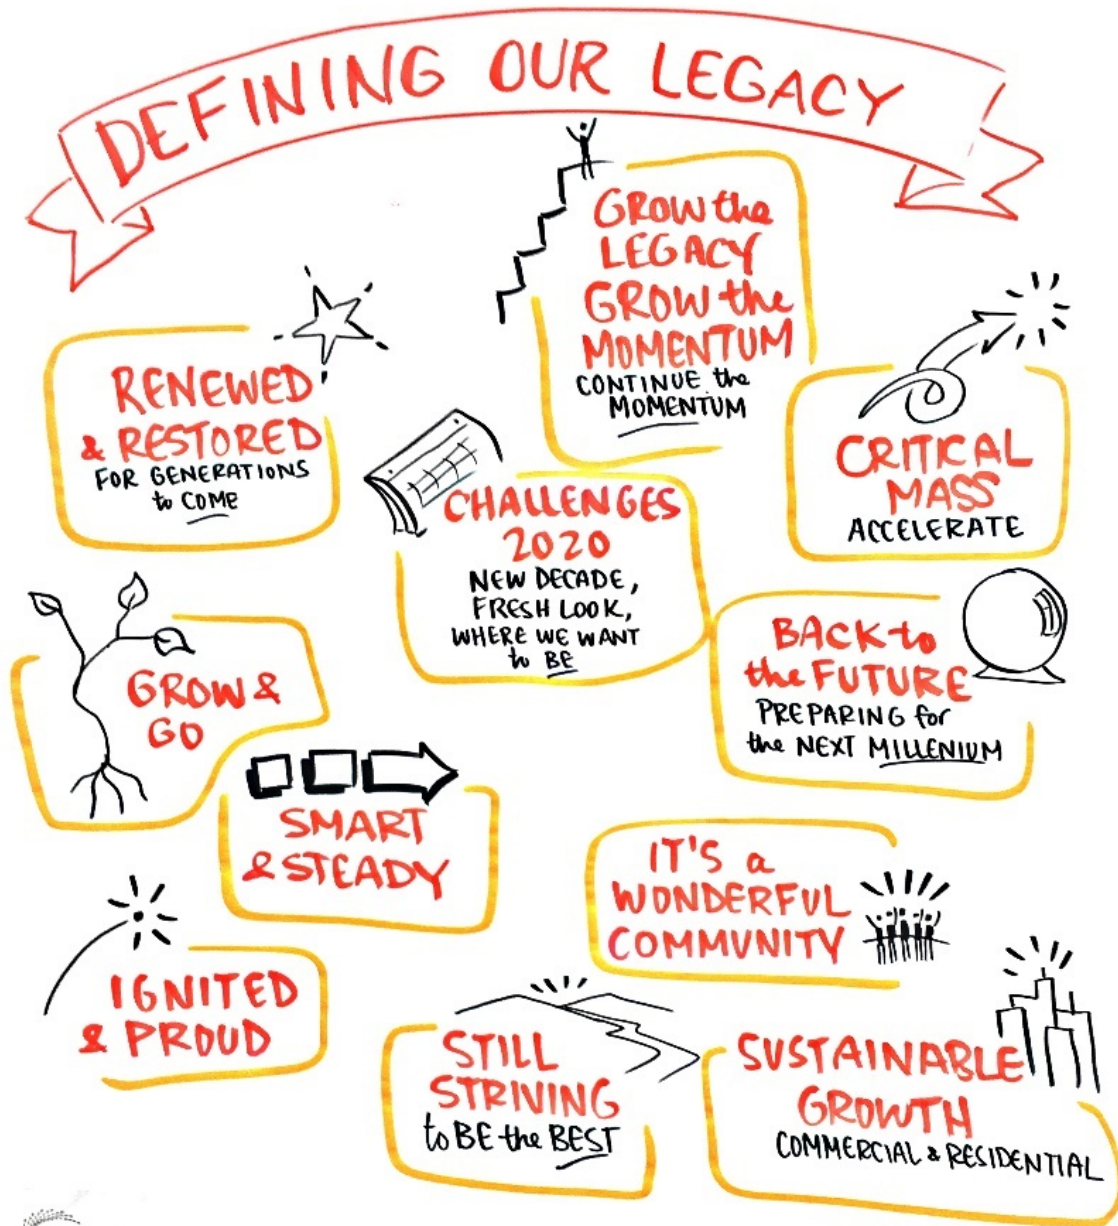 DEFINING OUR LEGACY
GROW the
LEGACY
GROW the
MOMENTUM
CONTINUE the
MOMENTUM
RENEWED
& RESTORED
FOR GENERATIONS
to COME
CRITICAL
MASS
ACCELERATE
CHALLENGES
2020
NEW DECADE,
FRESH LOOK,
WHERE WE WANT
to BE
BACK to
the FUTURE
PREPARING for
the NEXT MILLENIUM
GROW &
GO
SMART
& STEADY
IT'S a
WONDERFUL
COMMUNITY
IGNITED
& PROUD
STILL
STRIVING
to BE the BEST
SUSTAINABLE
GROWTH
COMMERCIAL & RESIDENTIAL